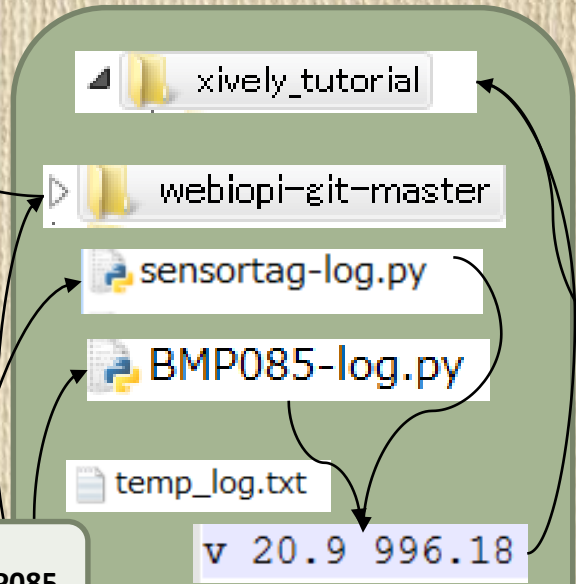 xively_tutorial
webiopi-git-master
sensortag-log.py
BMP085-log.py
temp_log.txt
v 20.9 996.18